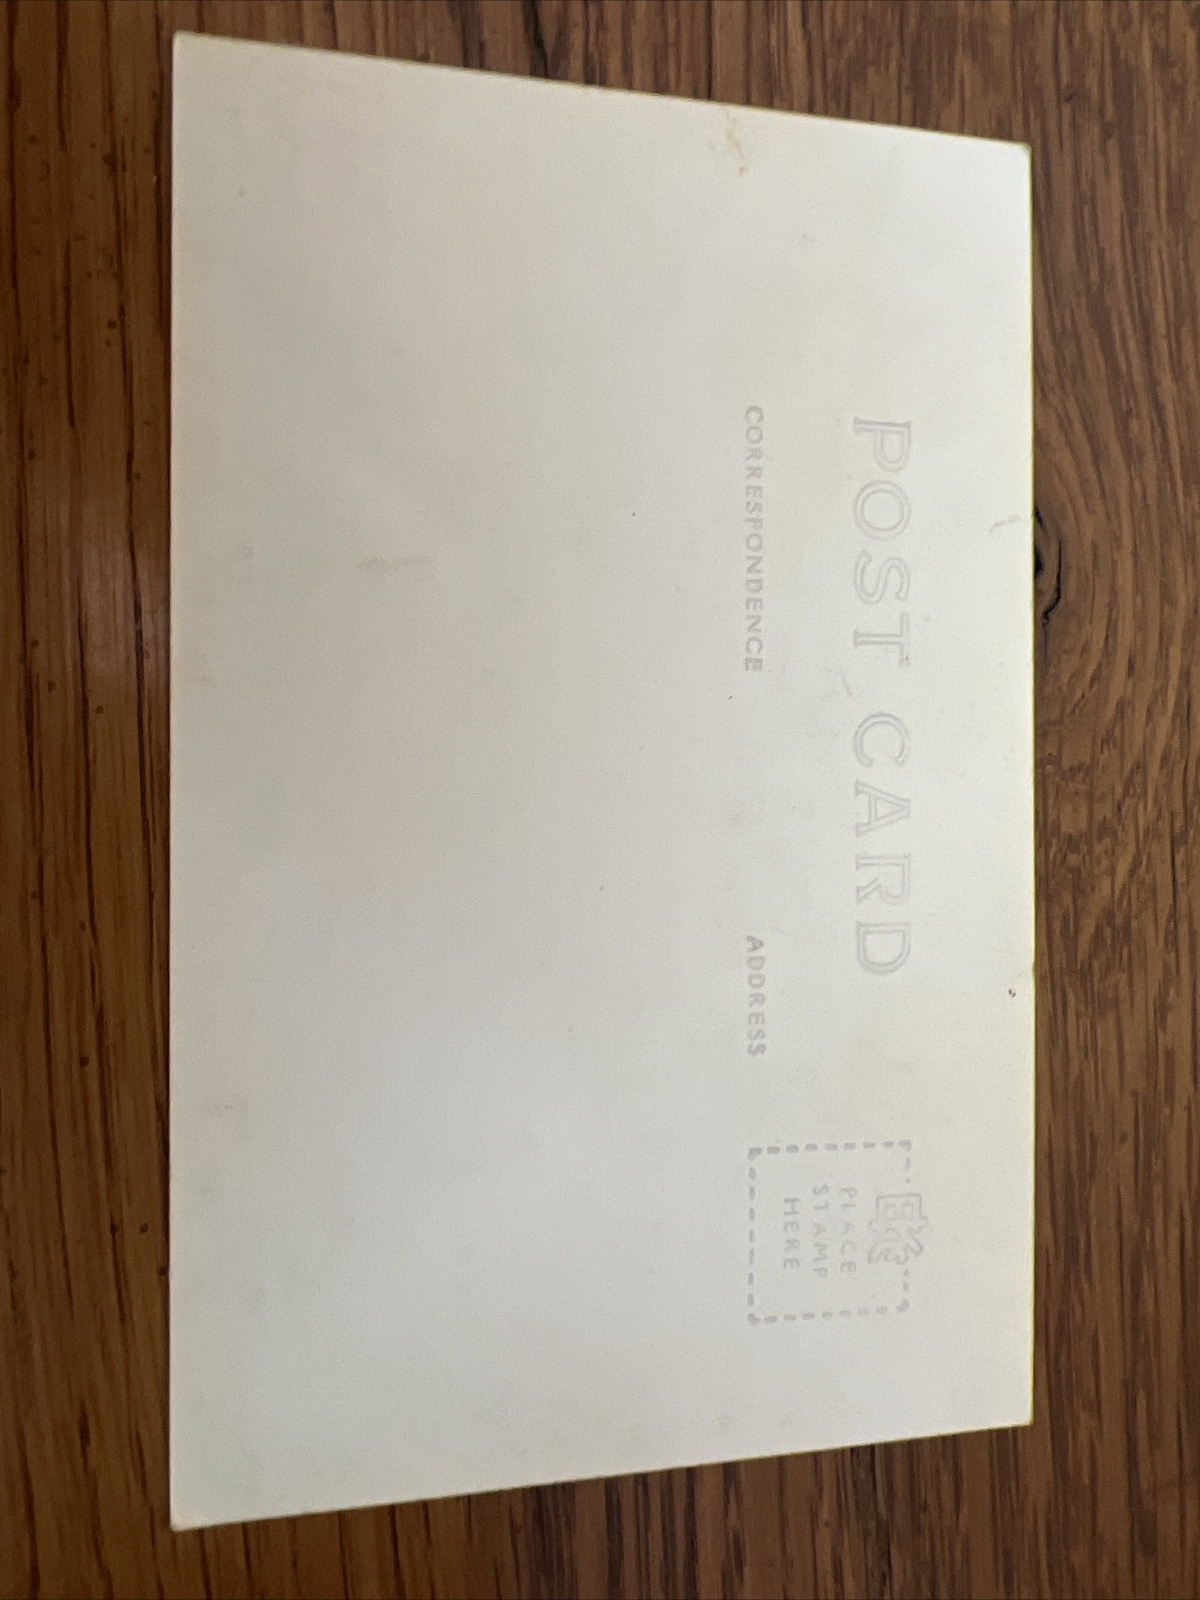 POST CARD
CORRESPONDENCE
ADDRESS
PLACE
STAMP
HERE